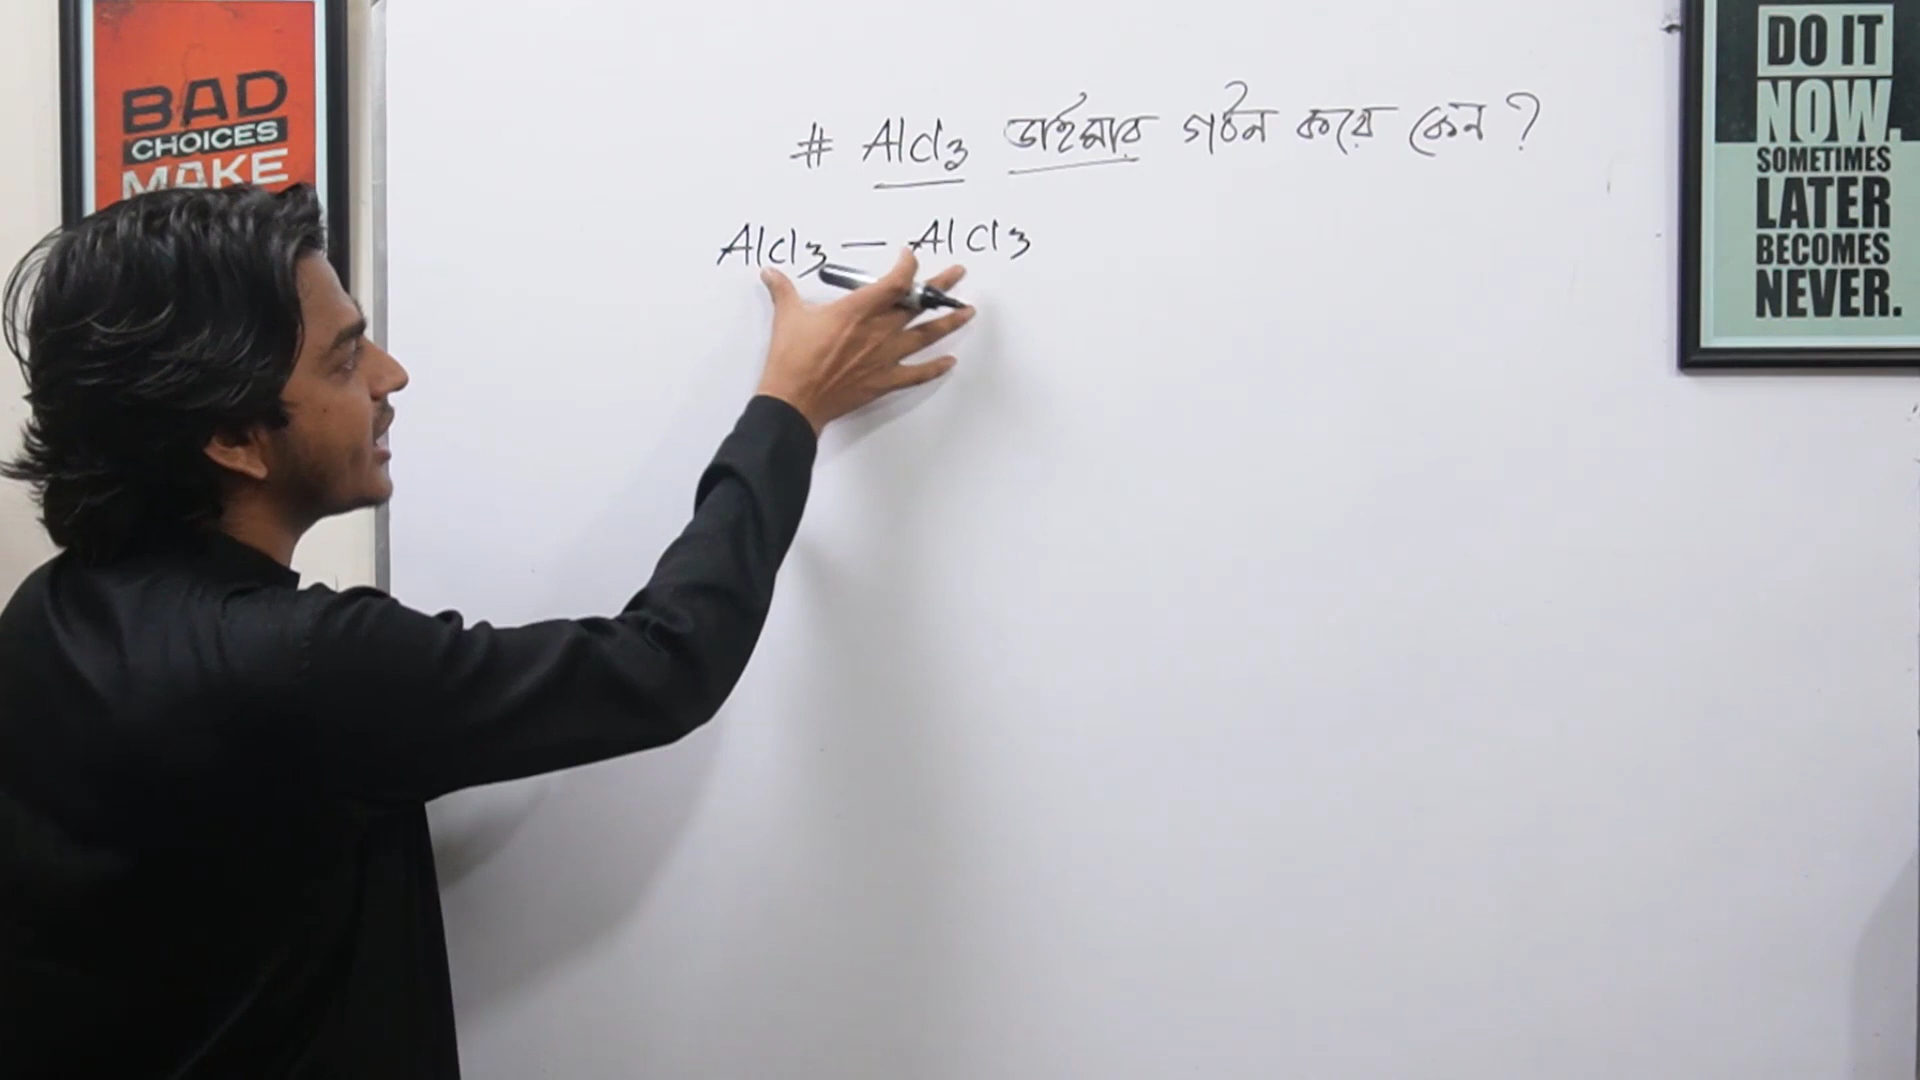 BAD
CHOICES
MAKE
# AlCl3 ডাইমার গঠন করে কেন ?
AlCl3 — AlCl3
DO IT
NOW.
SOMETIMES
LATER
BECOMES
NEVER.